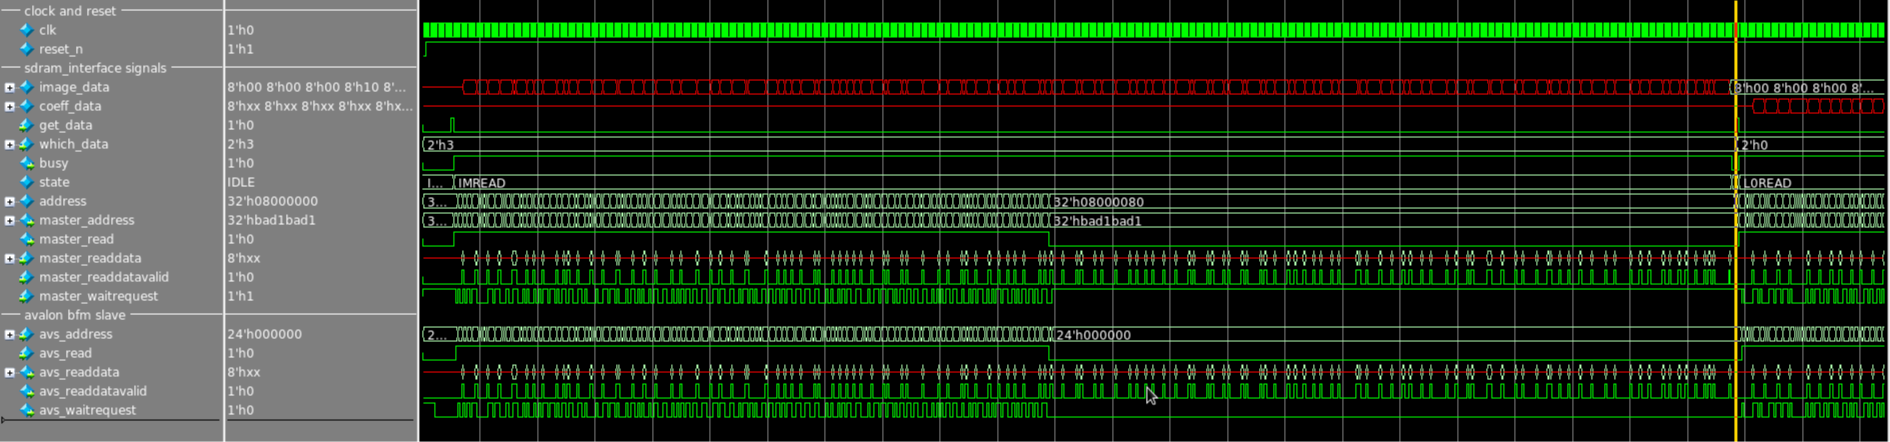 clock and reset
clk 1'h0
reset_n 1'h1
sdram_interface signals
image_data 8'h00 8'h00 8'h00 8'h10 8'... 8'h00 8'h00 8'h00 8'...
coeff_data 8'hxx 8'hxx 8'hxx 8'hxx 8'hx...
get_data 1'h0
which_data 2'h3 2'h3 2'h0
busy 1'h0
state IDLE I... IMREAD L0READ
address 32'h08000000 3... 32'h08000080
master_address 32'hbad1bad1 3... 32'hbad1bad1
master_read 1'h0
master_readdata 8'hxx
master_readdatavalid 1'h0
master_waitrequest 1'h1
avalon bfm slave
avs_address 24'h000000 2... 24'h000000
avs_read 1'h0
avs_readdata 8'hxx
avs_readdatavalid 1'h0
avs_waitrequest 1'h0